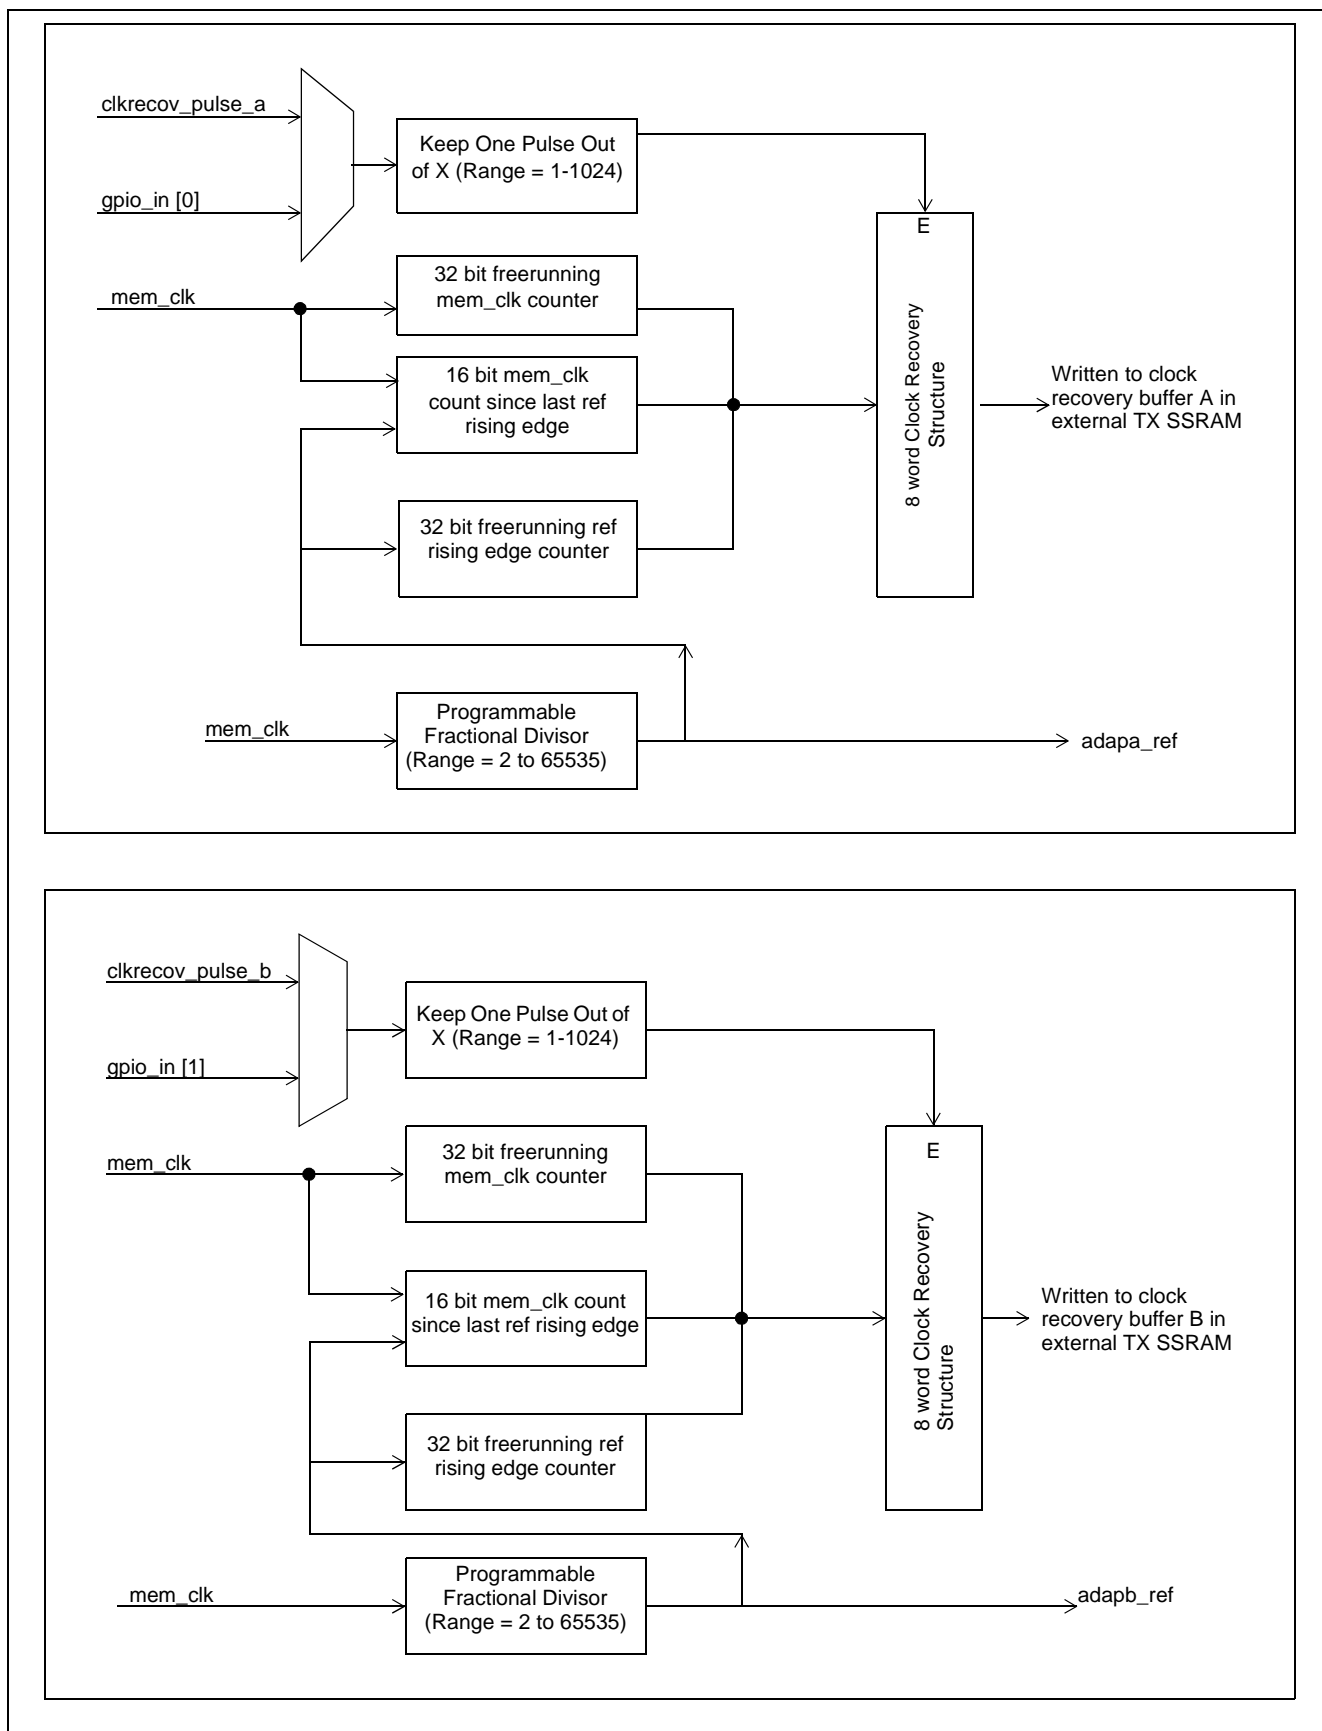 clkrecov_pulse_a
Keep One Pulse Out
of X (Range = 1-1024)
gpio_in [0]
E
32 bit freerunning
mem_clk counter
mem_clk
8 word Clock Recovery
Structure
16 bit mem_clk
count since last ref
rising edge
Written to clock
recovery buffer A in
external TX SSRAM
32 bit freerunning ref
rising edge counter
mem_clk
Programmable
Fractional Divisor
(Range = 2 to 65535)
adapa_ref
clkrecov_pulse_b
Keep One Pulse Out of
X (Range = 1-1024)
gpio_in [1]
E
32 bit freerunning
mem_clk counter
mem_clk
8 word Clock Recovery
Structure
16 bit mem_clk count
since last ref rising edge
Written to clock
recovery buffer B in
external TX SSRAM
32 bit freerunning ref
rising edge counter
mem_clk
Programmable
Fractional Divisor
(Range = 2 to 65535)
adapb_ref